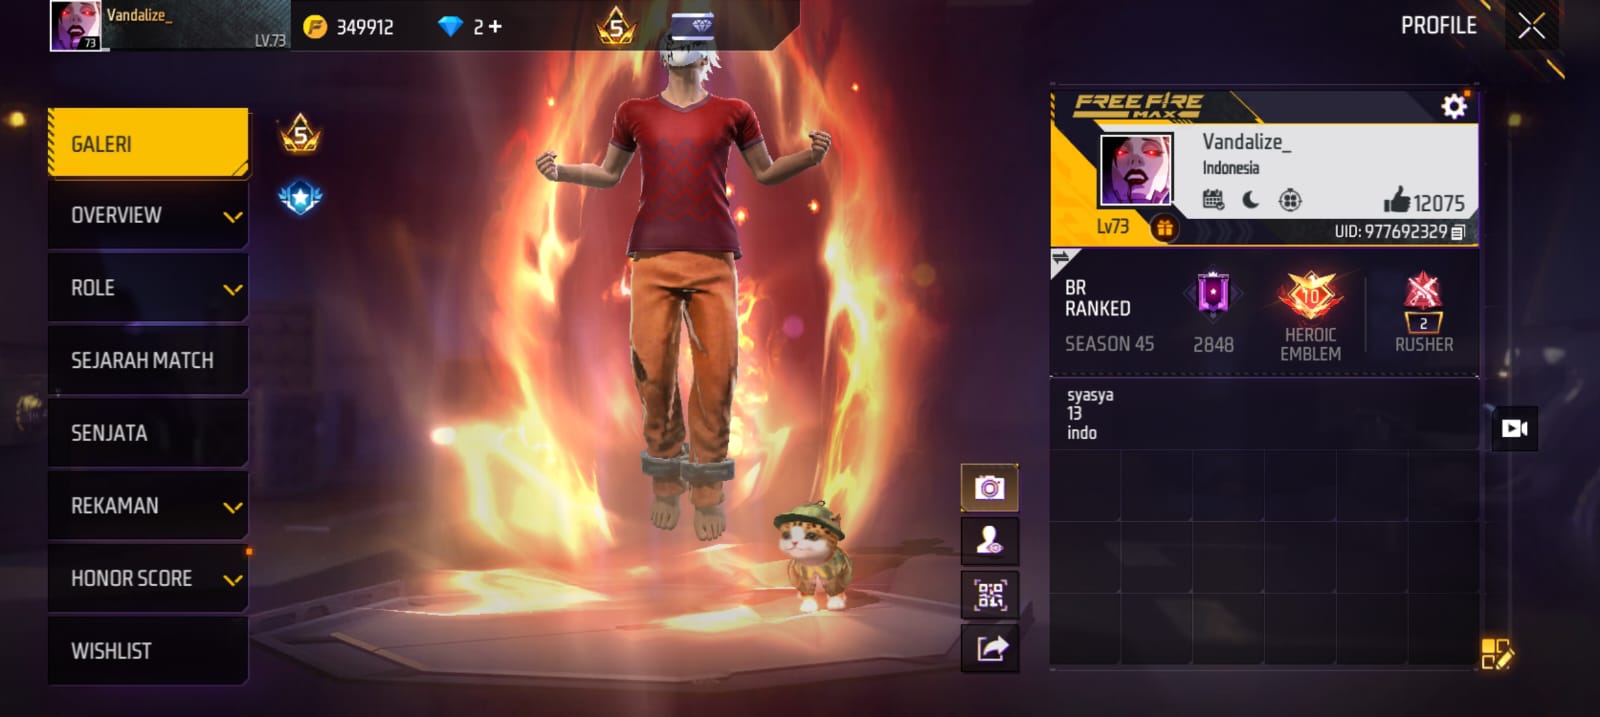 Vandalize_
73
LV.73
349912
2+
5
PROFILE
GALERI
5
OVERVIEW
ROLE
SEJARAH MATCH
SENJATA
REKAMAN
HONOR SCORE
WISHLIST
FREE FIRE
MAX
Vandalize_
Indonesia
12075
Lv73
UID: 977692329
BR
RANKED
SEASON 45
2848
10
HEROIC
EMBLEM
2
RUSHER
syasya
13
indo